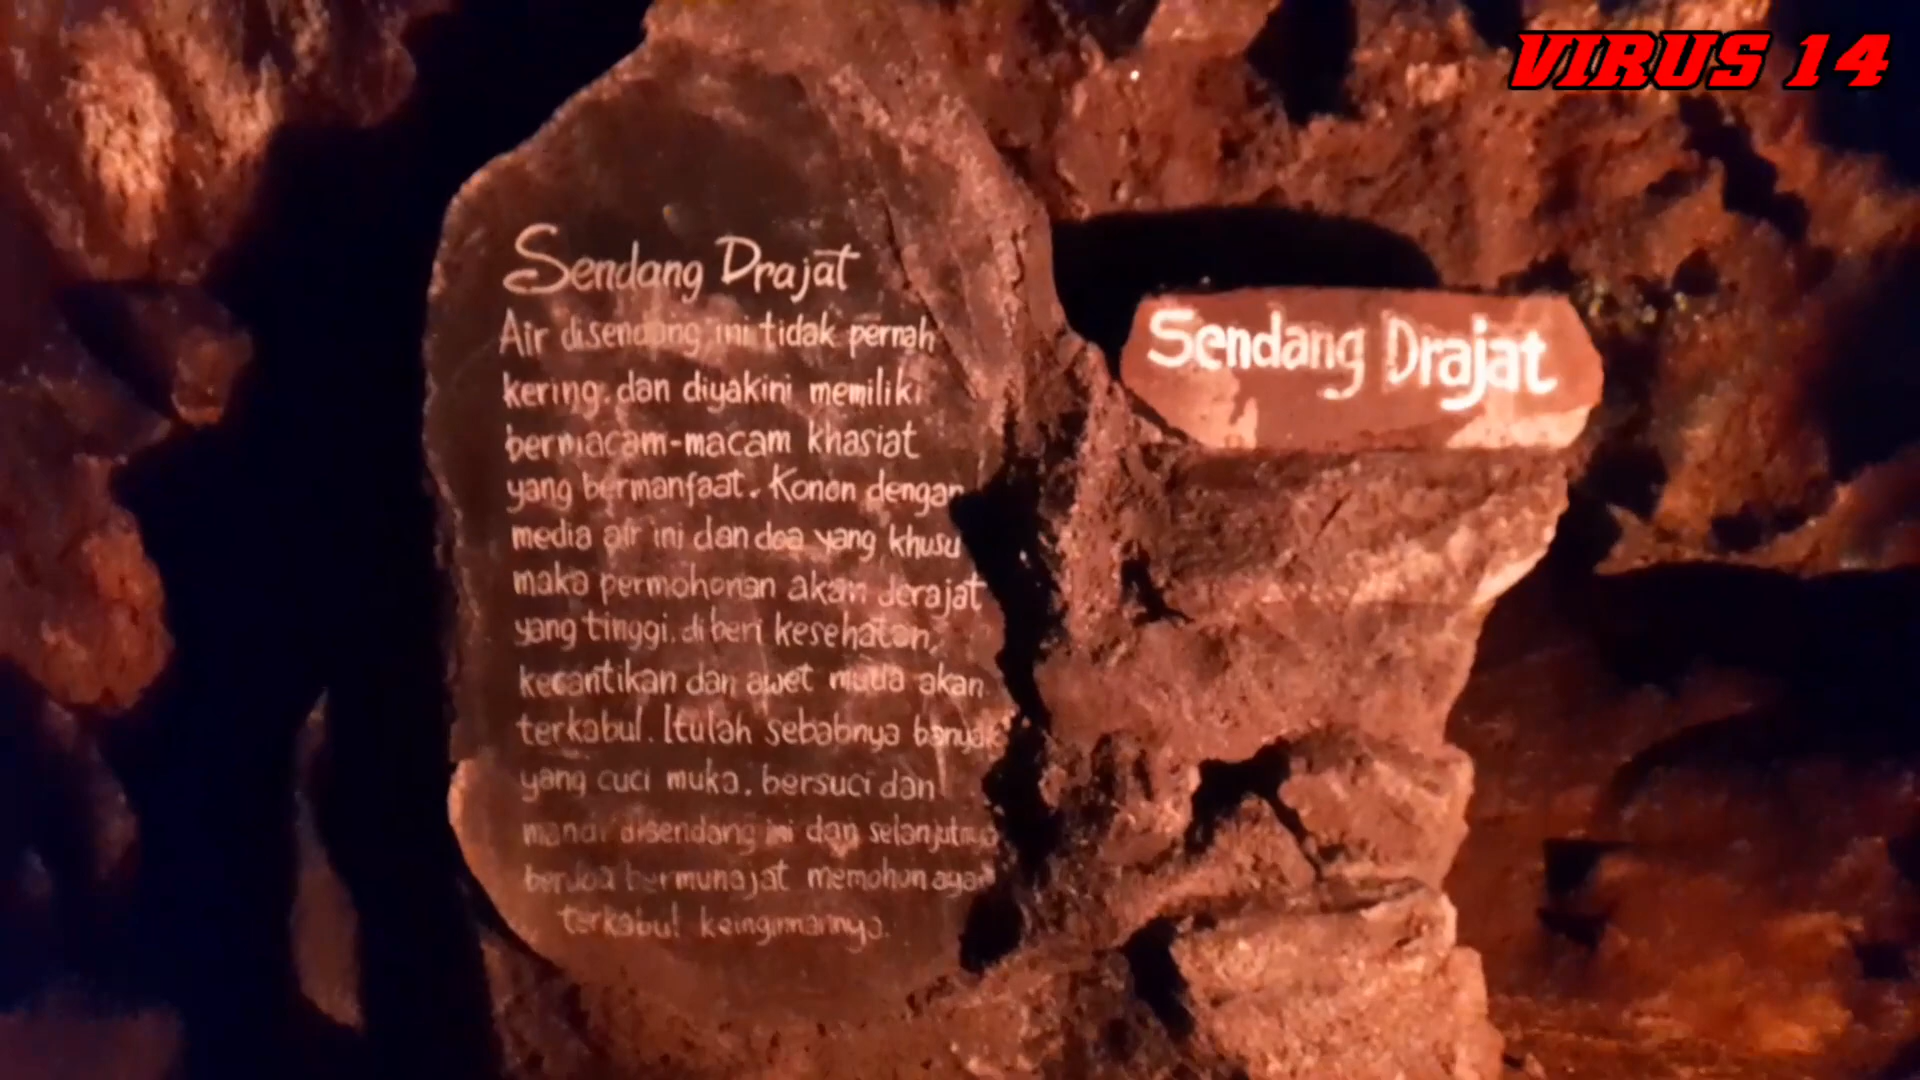 VIRUS 14
Sendang Drajat
Air disendang ini tidak pernah
kering. dan diyakini memiliki
bermacam-macam khasiat
yang bermanfaat. Konon dengan
media air ini dan doa yang khusu
maka permohonan akan derajat
yang tinggi. di beri kesehatan,
kecantikan dan awet muda akan
terkabul. Itulah sebabnya banyak
yang cuci muka. bersuci dan
mandi disendang ini dan selanjutnya
berdoa bermunajat memohon agar
terkabul keinginannya.
Sendang Drajat